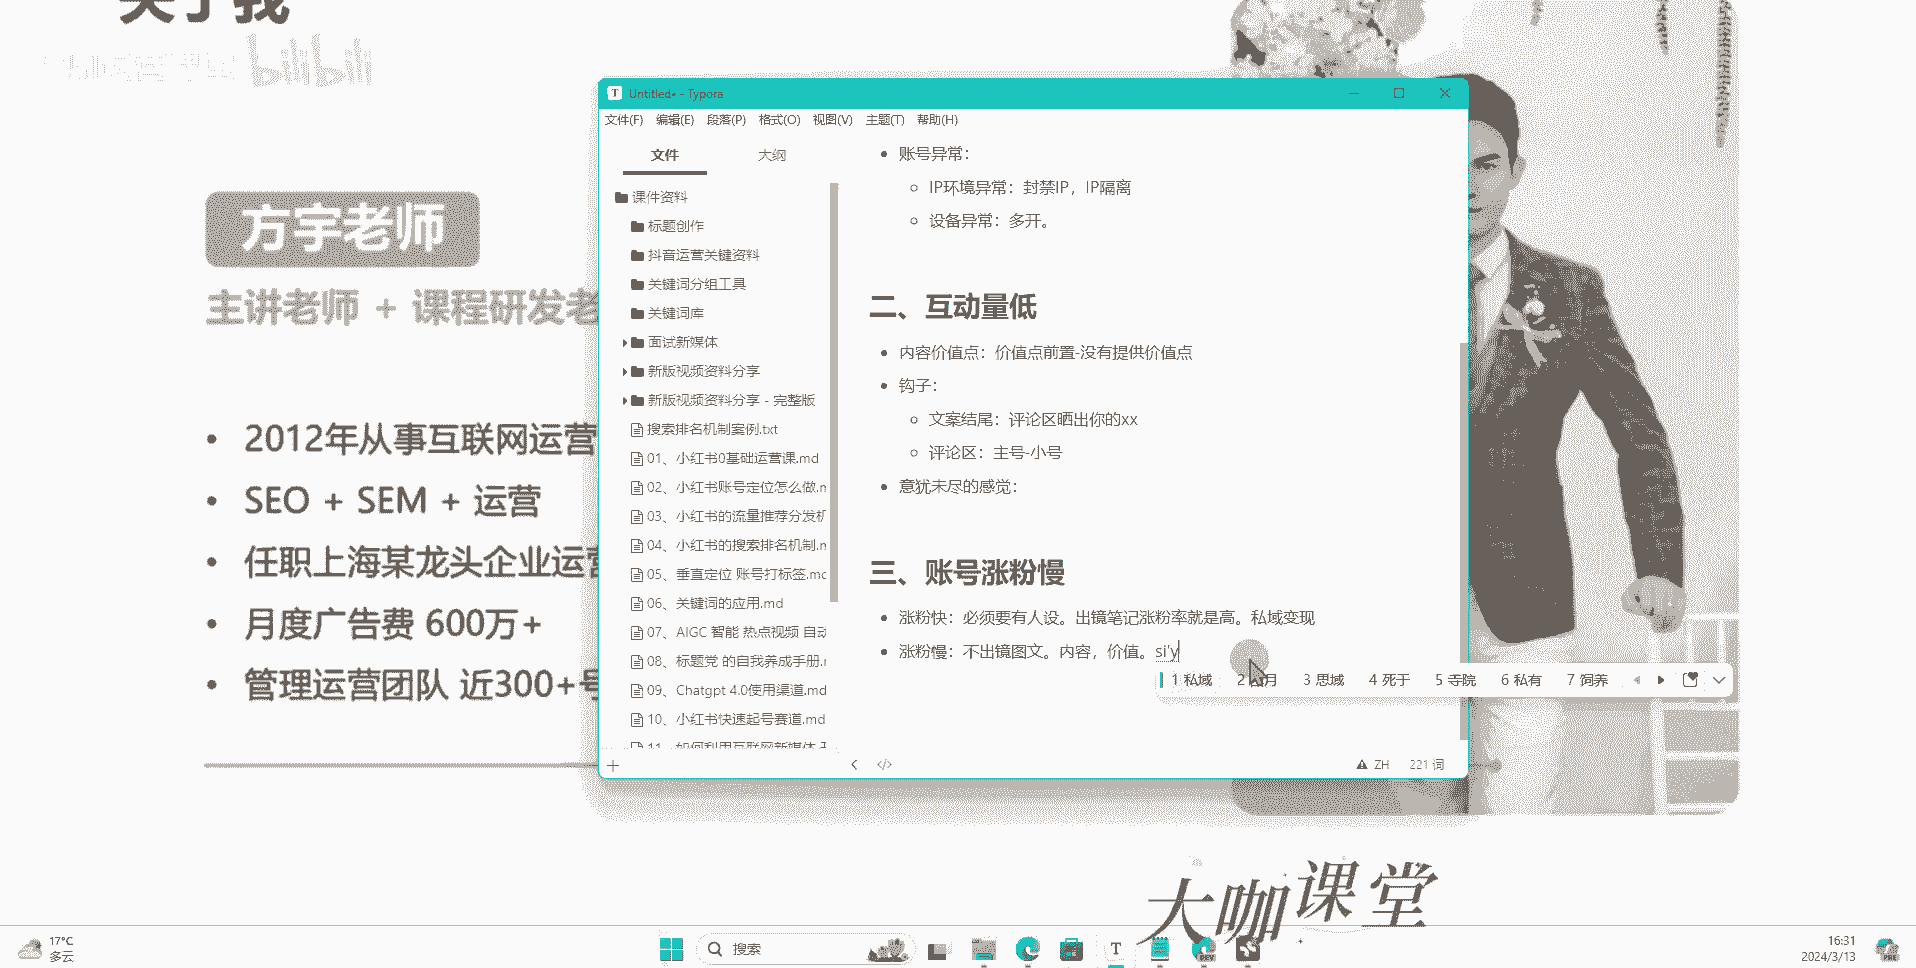 关于我
bilibili
方宇老师
主讲老师 + 课程研发老
2012年从事互联网运营
SEO + SEM + 运营
任职上海某龙头企业运营
月度广告费 600万+
管理运营团队 近300+号
Untitled• - Typora
文件(F) 编辑(E) 段落(P) 格式(O) 视图(V) 主题(T) 帮助(H)
文件 大纲
课件资料
标题创作
抖音运营关键资料
关键词分组工具
关键词库
面试新媒体
新版视频资料分享
新版视频资料分享 - 完整版
搜索排名机制案例.txt
01、小红书0基础运营课.md
02、小红书账号定位怎么做.m
03、小红书的流量推荐分发机
04、小红书的搜索排名机制.m
05、垂直定位 账号打标签.md
06、关键词的应用.md
07、AIGC 智能 热点视频 自动
08、标题党 的自我养成手册.m
09、Chatgpt 4.0使用渠道.md
10、小红书快速起号赛道.md
11、如何利用互联网新媒体
账号异常：
IP环境异常：封禁IP，IP隔离
设备异常：多开。
二、互动量低
内容价值点：价值点前置-没有提供价值点
钩子：
文案结尾：评论区晒出你的xx
评论区：主号-小号
意犹未尽的感觉：
三、账号涨粉慢
涨粉快：必须要有人设。出镜笔记涨粉率就是高。私域变现
涨粉慢：不出镜图文。内容，价值。si'y
1 私域 2 月 3 思域 4 死于 5 寺院 6 私有 7 饲养
ZH 221 词
大咖课堂
17°C
多云
搜索
T
DEV
16:31
2024/3/13
PRE